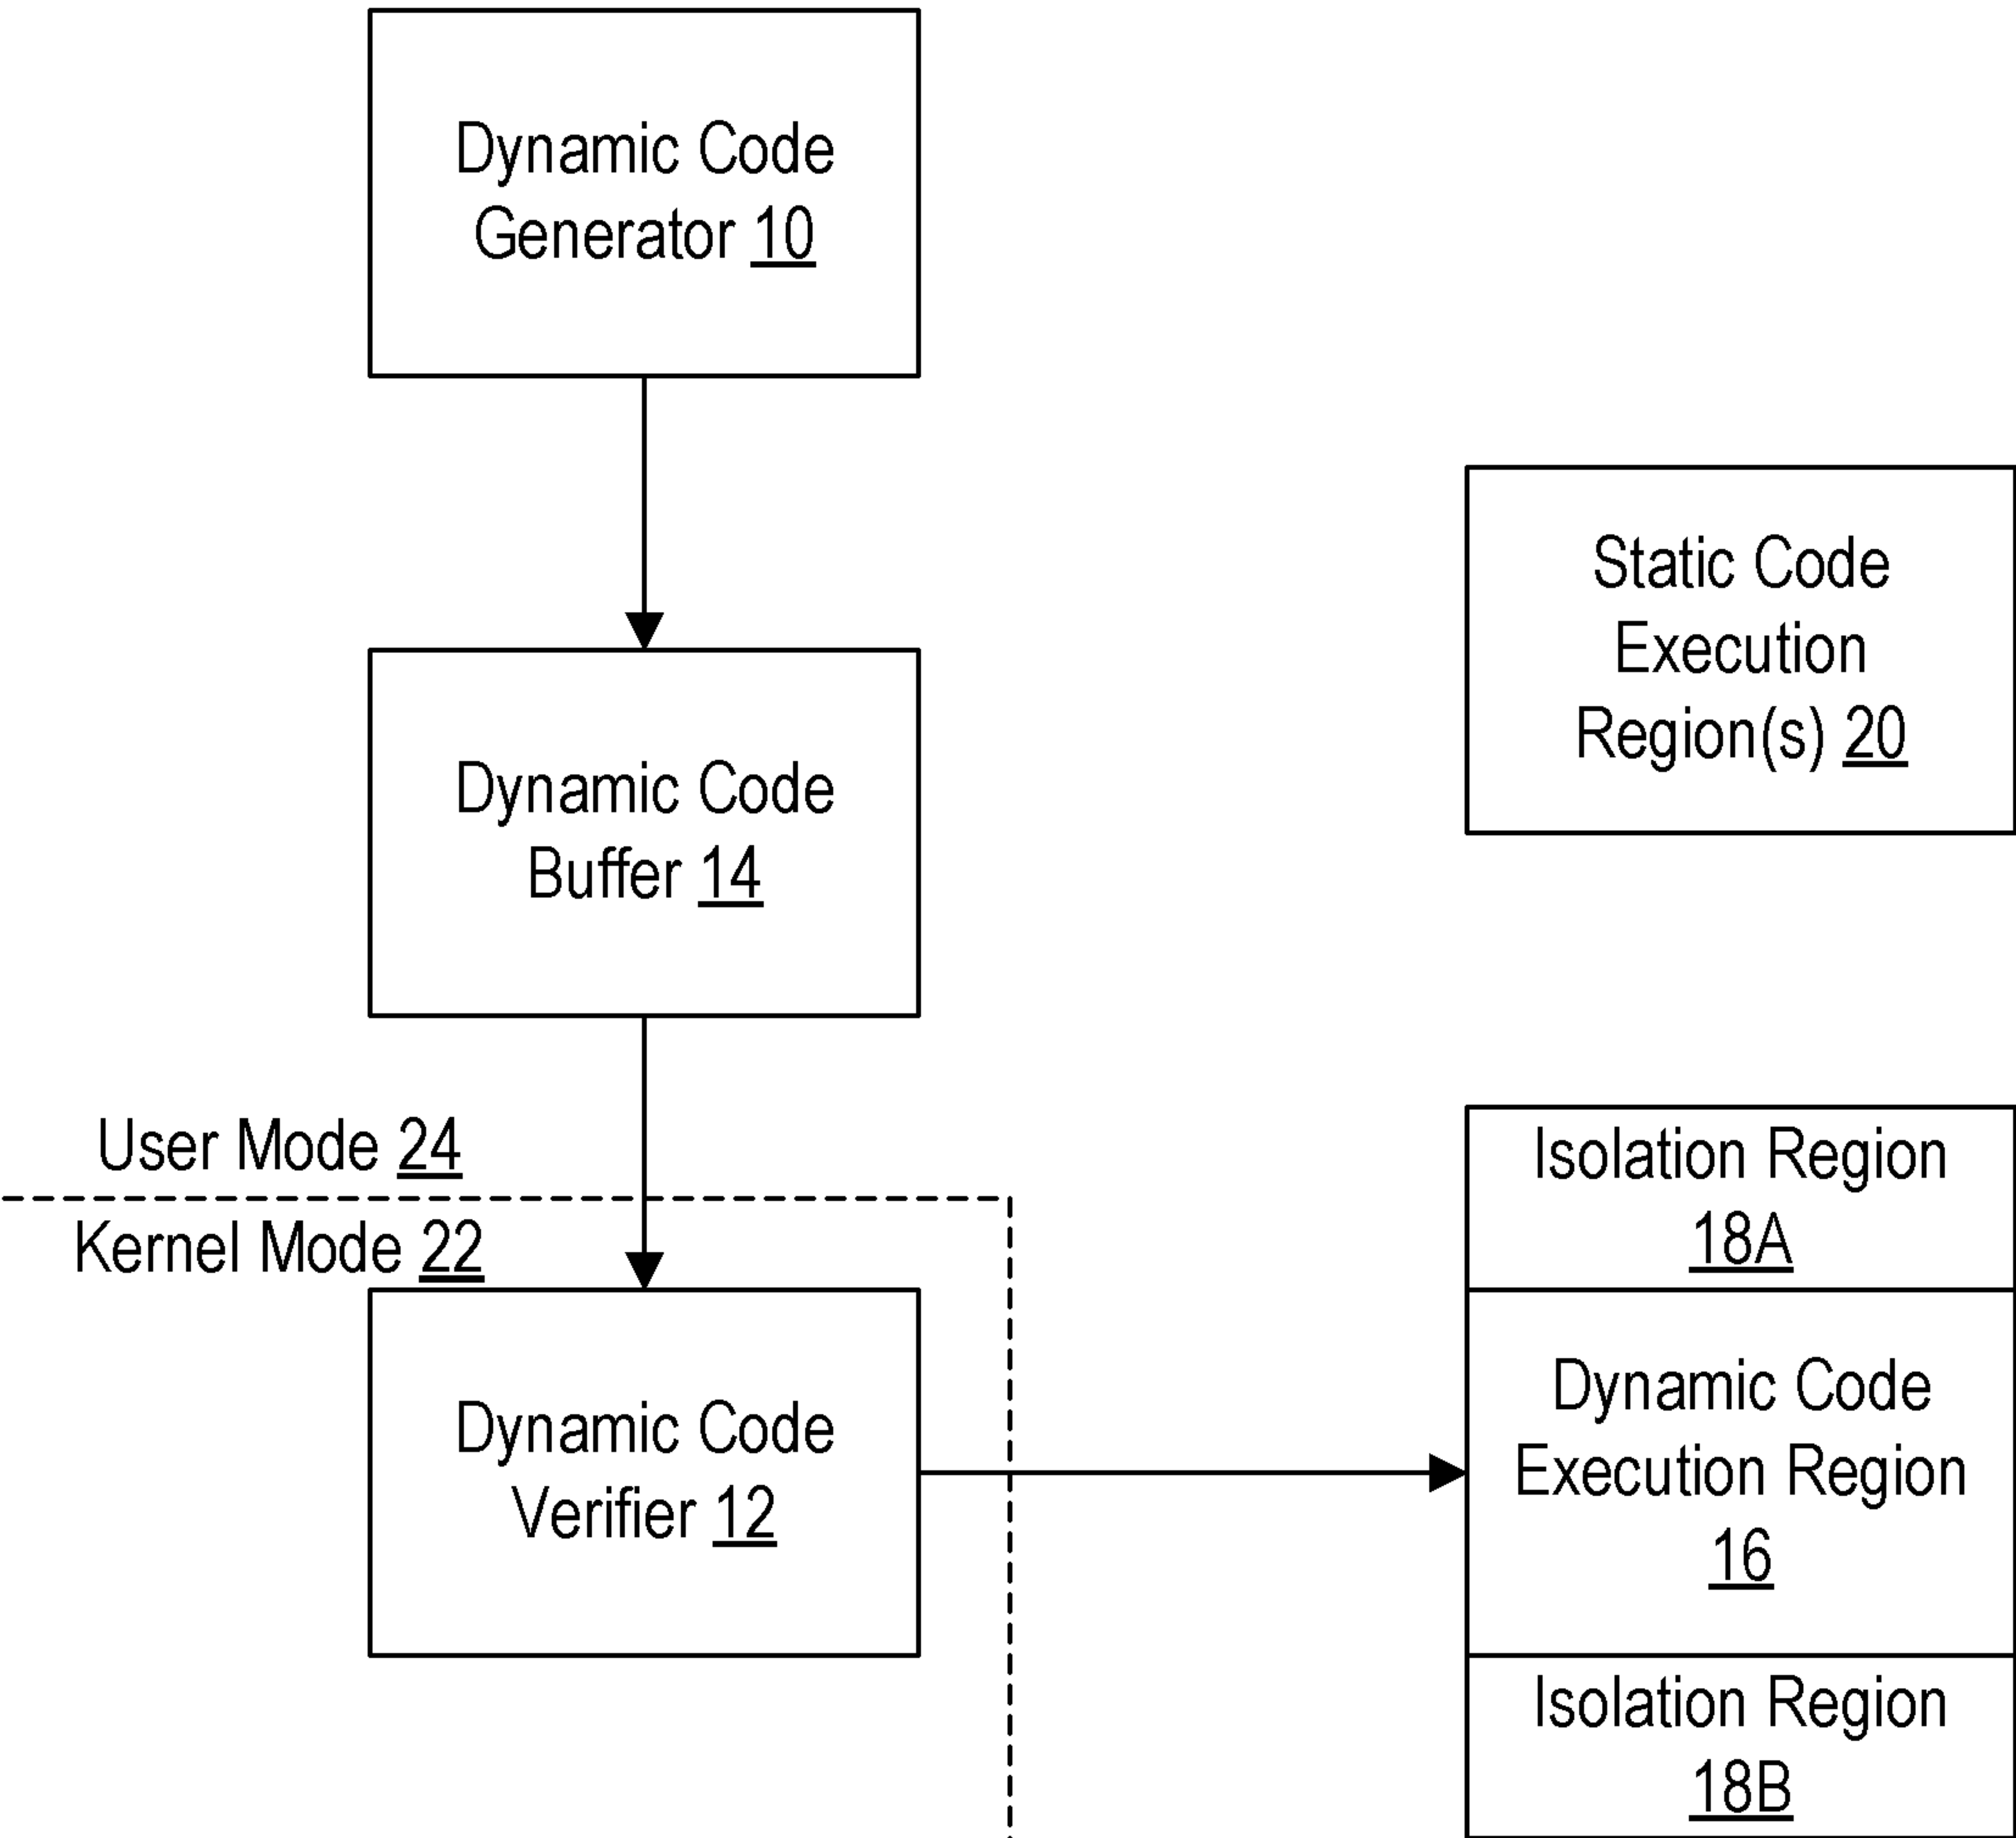 Dynamic Code
Generator 10
Static Code
Execution
Region(s) 20
Dynamic Code
Buffer 14
User Mode 24
Kernel Mode 22
Dynamic Code
Verifier 12
Isolation Region
18A
Dynamic Code
Execution Region
16
Isolation Region
18B